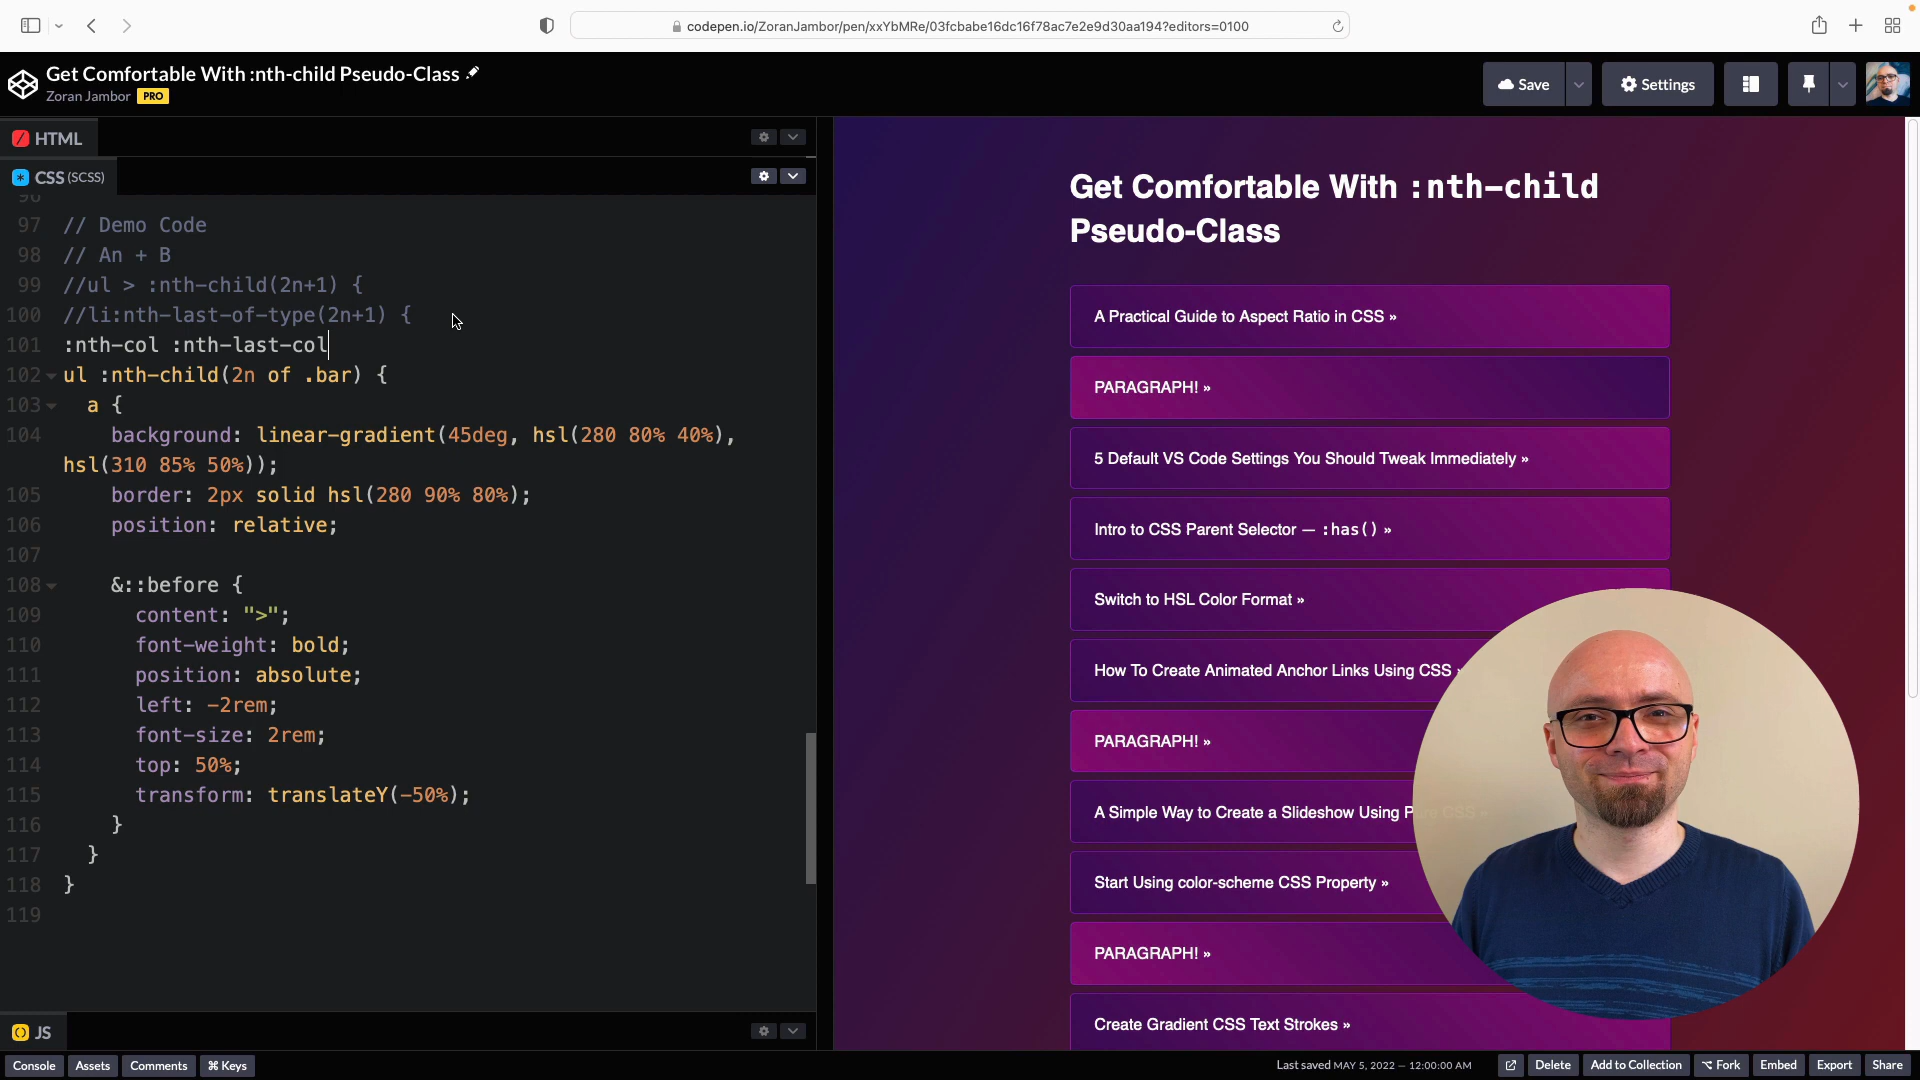 codepen.io/ZoranJambor/pen/xxYbMRe/03fcbabe16dc16f78ac7e2e9d30aa194?editors=0100
Get Comfortable With :nth-child Pseudo-Class
Zoran Jambor PRO
Save
Settings
HTML
CSS (SCSS)
96
97 // Demo Code
98 // An + B
99 //ul > :nth-child(2n+1) {
100 //li:nth-last-of-type(2n+1) {
101 :nth-col :nth-last-col
102 ul :nth-child(2n of .bar) {
103 a {
104 background: linear-gradient(45deg, hsl(280 80% 40%),
hsl(310 85% 50%));
105 border: 2px solid hsl(280 90% 80%);
106 position: relative;
107
108 &::before {
109 content: ">";
110 font-weight: bold;
111 position: absolute;
112 left: -2rem;
113 font-size: 2rem;
114 top: 50%;
115 transform: translateY(-50%);
116 }
117 }
118 }
119
JS
Get Comfortable With :nth-child
Pseudo-Class
A Practical Guide to Aspect Ratio in CSS »
PARAGRAPH! »
5 Default VS Code Settings You Should Tweak Immediately »
Intro to CSS Parent Selector — :has() »
Switch to HSL Color Format »
How To Create Animated Anchor Links Using CSS
PARAGRAPH! »
A Simple Way to Create a Slideshow Using Pure CSS »
Start Using color-scheme CSS Property »
PARAGRAPH! »
Create Gradient CSS Text Strokes »
Console Assets Comments ⌘ Keys
Last saved MAY 5, 2022 — 12:00:00 AM
Delete Add to Collection ⌥ Fork Embed Export Share